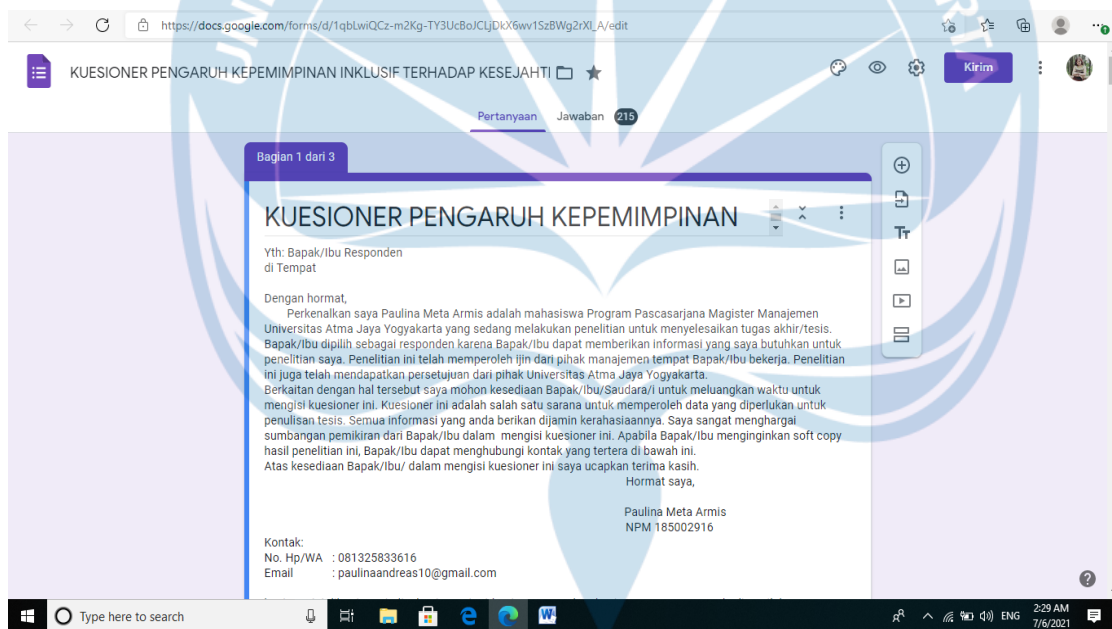 https://docs.google.com/forms/d/1qbLwiQCz-m2Kg-TY3UcBoJCLjDkX6wv1SzBWg2rXl_A/edit
KUESIONER PENGARUH KEPEMIMPINAN INKLUSIF TERHADAP KESEJAHTI
Kirim
Pertanyaan Jawaban 215
Bagian 1 dari 3
KUESIONER PENGARUH KEPEMIMPINAN
Yth: Bapak/Ibu Responden
di Tempat
Dengan hormat,
Perkenalkan saya Paulina Meta Armis adalah mahasiswa Program Pascasarjana Magister Manajemen
Universitas Atma Jaya Yogyakarta yang sedang melakukan penelitian untuk menyelesaikan tugas akhir/tesis.
Bapak/Ibu dipilih sebagai responden karena Bapak/Ibu dapat memberikan informasi yang saya butuhkan untuk
penelitian saya. Penelitian ini telah memperoleh ijin dari pihak manajemen tempat Bapak/Ibu bekerja. Penelitian
ini juga telah mendapatkan persetujuan dari pihak Universitas Atma Jaya Yogyakarta.
Berkaitan dengan hal tersebut saya mohon kesediaan Bapak/Ibu/Saudara/i untuk meluangkan waktu untuk
mengisi kuesioner ini. Kuesioner ini adalah salah satu sarana untuk memperoleh data yang diperlukan untuk
penulisan tesis. Semua informasi yang anda berikan dijamin kerahasiaannya. Saya sangat menghargai
sumbangan pemikiran dari Bapak/Ibu dalam mengisi kuesioner ini. Apabila Bapak/Ibu menginginkan soft copy
hasil penelitian ini, Bapak/Ibu dapat menghubungi kontak yang tertera di bawah ini.
Atas kesediaan Bapak/Ibu/ dalam mengisi kuesioner ini saya ucapkan terima kasih.
Hormat saya,
Paulina Meta Armis
NPM 185002916
Kontak:
No. Hp/WA : 081325833616
Email : paulinaandreas10@gmail.com
Type here to search
ENG
2:29 AM
7/6/2021